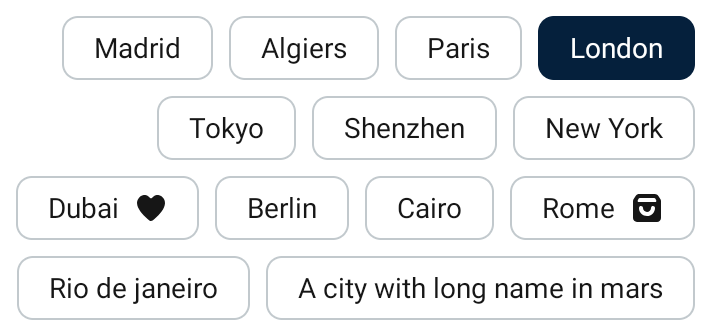 Madrid Algiers Paris London
Tokyo Shenzhen New York
Dubai Berlin Cairo Rome
Rio de janeiro A city with long name in mars